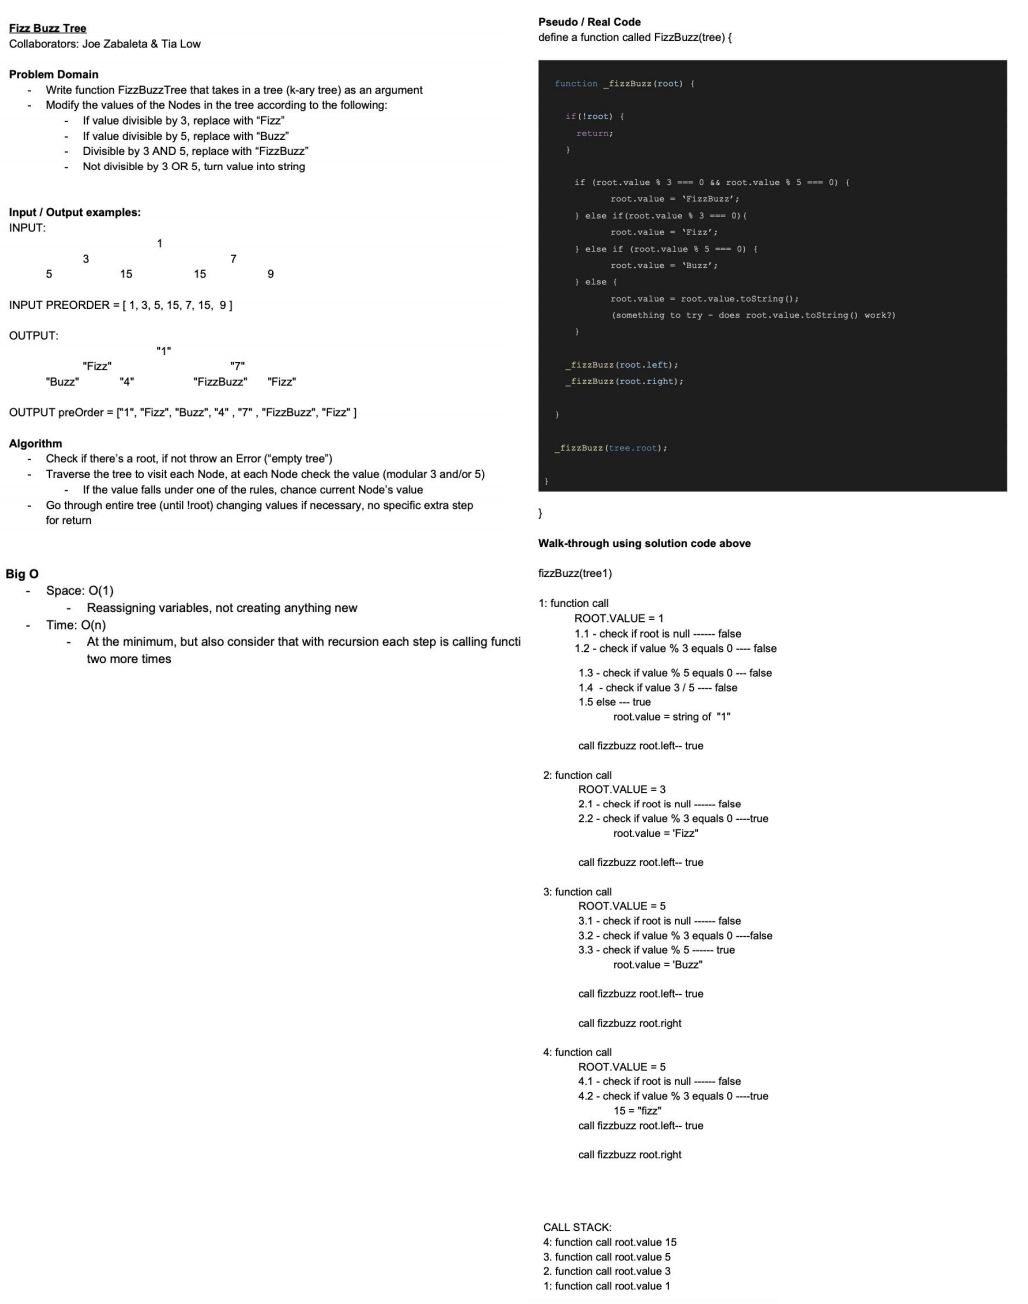 Fizz Buzz Tree
Collaborators: Joe Zabaleta & Tia Low
Problem Domain
- Write function FizzBuzzTree that takes in a tree (k-ary tree) as an argument
- Modify the values of the Nodes in the tree according to the following:
- If value divisible by 3, replace with “Fizz”
- If value divisible by 5, replace with “Buzz”
- Divisible by 3 AND 5, replace with “FizzBuzz”
- Not divisible by 3 OR 5, turn value into string
Input / Output examples:
INPUT:
1
3 7
5 15 15 9
INPUT PREORDER = [ 1, 3, 5, 15, 7, 15, 9 ]
OUTPUT:
"1"
"Fizz" "7"
"Buzz" "4" "FizzBuzz" "Fizz"
OUTPUT preOrder = ["1", "Fizz", "Buzz", "4" , "7" , "FizzBuzz", "Fizz" ]
Algorithm
- Check if there’s a root, if not throw an Error (“empty tree”)
- Traverse the tree to visit each Node, at each Node check the value (modular 3 and/or 5)
- If the value falls under one of the rules, chance current Node’s value
- Go through entire tree (until !root) changing values if necessary, no specific extra step
for return
Big O
- Space: O(1)
- Reassigning variables, not creating anything new
- Time: O(n)
- At the minimum, but also consider that with recursion each step is calling functi
two more times
Pseudo / Real Code
define a function called FizzBuzz(tree) {
function _fizzBuzz(root) {
if(!root) {
return;
}
if (root.value % 3 === 0 && root.value % 5 === 0) {
root.value = ‘FizzBuzz’;
} else if(root.value % 3 === 0){
root.value = ‘Fizz’;
} else if (root.value % 5 === 0) {
root.value = ‘Buzz’;
} else {
root.value = root.value.toString();
(something to try - does root.value.toString() work?)
}
_fizzBuzz(root.left);
_fizzBuzz(root.right);
}
_fizzBuzz(tree.root);
}
}
Walk-through using solution code above
fizzBuzz(tree1)
1: function call
ROOT.VALUE = 1
1.1 - check if root is null ------ false
1.2 - check if value % 3 equals 0 ---- false
1.3 - check if value % 5 equals 0 --- false
1.4 - check if value 3 / 5 ---- false
1.5 else --- true
root.value = string of "1"
call fizzbuzz root.left-- true
2: function call
ROOT.VALUE = 3
2.1 - check if root is null ------ false
2.2 - check if value % 3 equals 0 ----true
root.value = 'Fizz"
call fizzbuzz root.left-- true
3: function call
ROOT.VALUE = 5
3.1 - check if root is null ------ false
3.2 - check if value % 3 equals 0 ----false
3.3 - check if value % 5 ------ true
root.value = 'Buzz"
call fizzbuzz root.left-- true
call fizzbuzz root.right
4: function call
ROOT.VALUE = 5
4.1 - check if root is null ------ false
4.2 - check if value % 3 equals 0 ----true
15 = "fizz"
call fizzbuzz root.left-- true
call fizzbuzz root.right
CALL STACK:
4: function call root.value 15
3. function call root.value 5
2. function call root.value 3
1: function call root.value 1